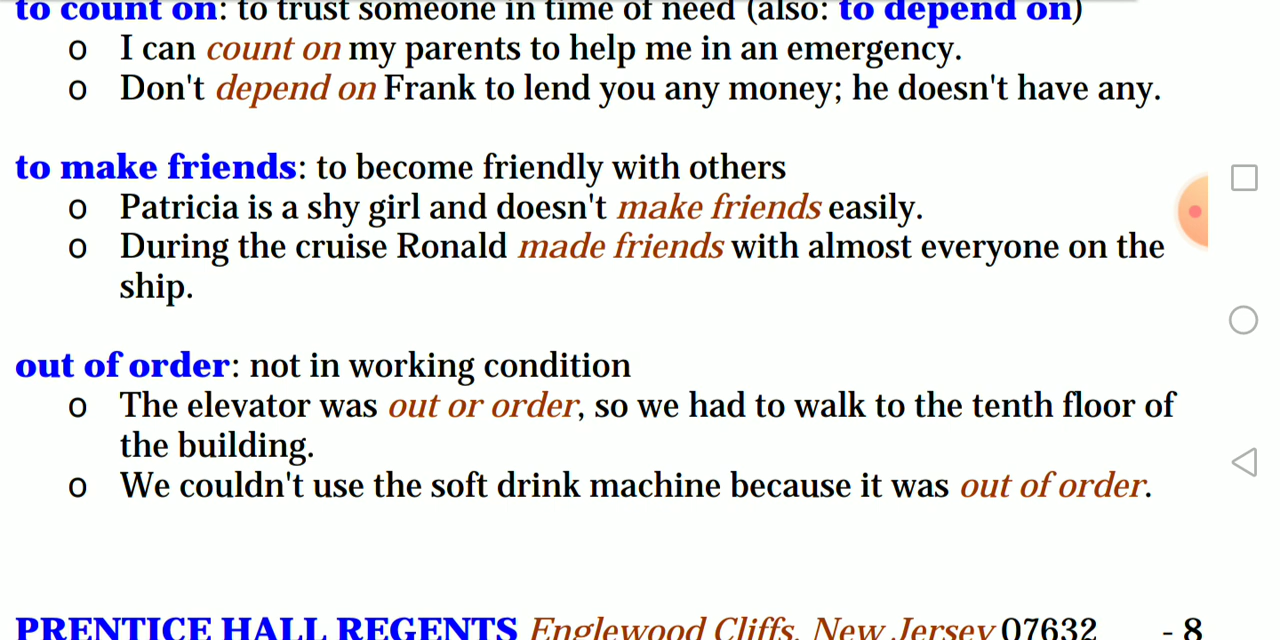 to count on: to trust someone in time of need (also: to depend on)
o I can count on my parents to help me in an emergency.
o Don't depend on Frank to lend you any money; he doesn't have any.
to make friends: to become friendly with others
o Patricia is a shy girl and doesn't make friends easily.
o During the cruise Ronald made friends with almost everyone on the
ship.
out of order: not in working condition
o The elevator was out or order, so we had to walk to the tenth floor of
the building.
o We couldn't use the soft drink machine because it was out of order.
PRENTICE HALL REGENTS Englewood Cliffs, New Jersey 07632 - 8